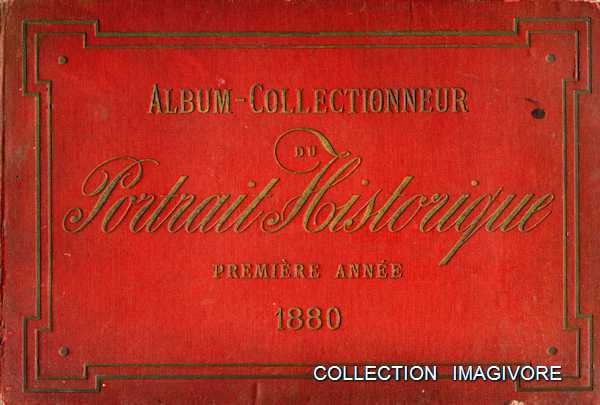 ALBUM-COLLECTIONNEUR
DU
Portrait Historique
PREMIÈRE ANNÉE
1880
COLLECTION IMAGIVORE